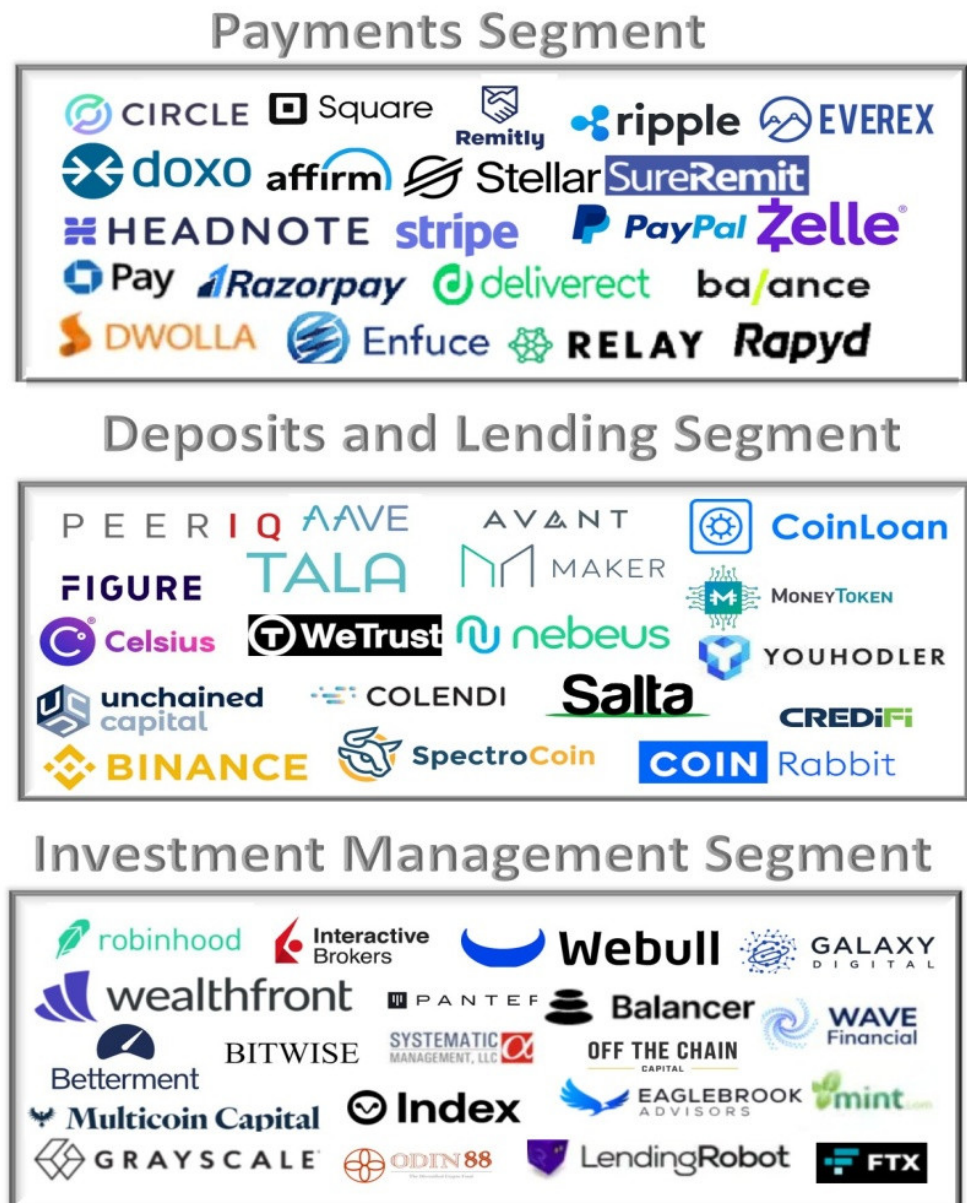 Payments Segment
CIRCLE Square Remitly ripple EVEREX
doxo affirm Stellar SureRemit
HEADNOTE stripe PayPal Zelle®
Pay Razorpay deliverect ba/ance
DWOLLA Enfuce RELAY Rapyd
Deposits and Lending Segment
PEERIQ AAVE AVANT CoinLoan
FIGURE TALA MAKER MONEYTOKEN
Celsius WeTrust nebeus YOUHODLER
unchained capital COLENDI Salta CREDiFi
BINANCE SpectroCoin COIN Rabbit
Investment Management Segment
robinhood Interactive Brokers Webull GALAXY DIGITAL
wealthfront PANTER Balancer WAVE Financial
Betterment BITWISE SYSTEMATIC α MANAGEMENT, LLC OFF THE CHAIN CAPITAL
Multicoin Capital Index EAGLEBROOK ADVISORS mint.com
GRAYSCALE ODIN88 LendingRobot FTX